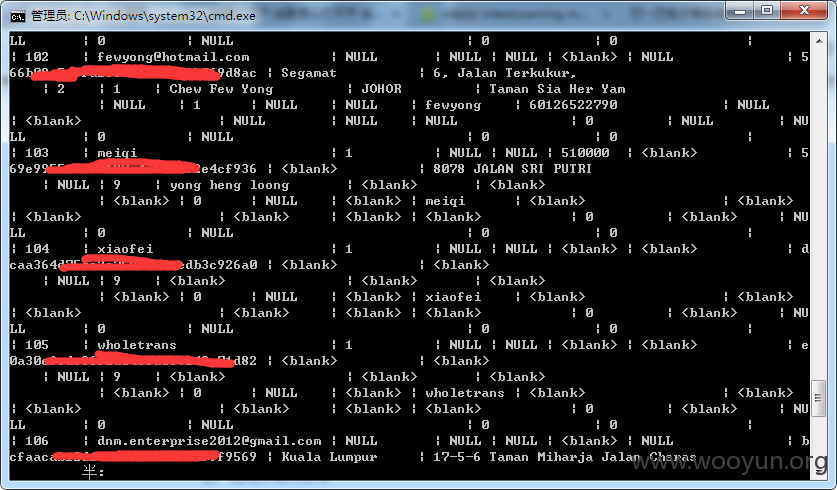 管理员: C:\Windows\system32\cmd.exe
LL | 0 | NULL | 0 | 0 |
| 102 | fewyong@hotmail.com | NULL | NULL | NULL | <blank> | NULL | 5
66b 9d8ac | Segamat | 6, Jalan Terkukur,
| 2 | 1 | Chew Few Yong | JOHOR | Taman Sia Her Yam
| NULL | 1 | NULL | NULL | fewyong | 60126522790 | NULL
| <blank> | NULL | NULL | NULL | 0 | <blank> | NU
LL | 0 | NULL | 0 | 0 |
| 103 | meiqi | 1 | NULL | NULL | 510000 | <blank> | 5
69e99 e4cf936 | <blank> | 8078 JALAN SRI PUTRI
| NULL | 9 | yong heng loong | <blank> | <blank>
| <blank> | 0 | NULL | <blank> | meiqi | <blank> | <blank>
| <blank> | <blank> | <blank> | <blank> | 0 | <blank> | NU
LL | 0 | NULL | 0 | 0 |
| 104 | xiaofei | 1 | NULL | NULL | <blank> | <blank> | d
caa364d edb3c926a0 | <blank> | <blank>
| NULL | 9 | <blank> | <blank> | <blank>
| <blank> | 0 | NULL | <blank> | xiaofei | <blank> | <blank>
| <blank> | <blank> | <blank> | <blank> | 0 | <blank> | NU
LL | 0 | NULL | 0 | 0 |
| 105 | wholetrans | 1 | NULL | NULL | <blank> | <blank> | e
0a30 d82 | <blank> | <blank>
| NULL | 9 | <blank> | <blank> | <blank>
| <blank> | 0 | NULL | <blank> | wholetrans | <blank> | <blank>
| <blank> | <blank> | <blank> | <blank> | 0 | <blank> | NU
LL | 0 | NULL | 0 | 0 |
| 106 | dnm.enterprise2012@gmail.com | NULL | NULL | NULL | <blank> | NULL | b
cfaaca f9569 | Kuala Lumpur | 17-5-6 Taman Miharja Jalan Cheras
半:
www.wooyun.org